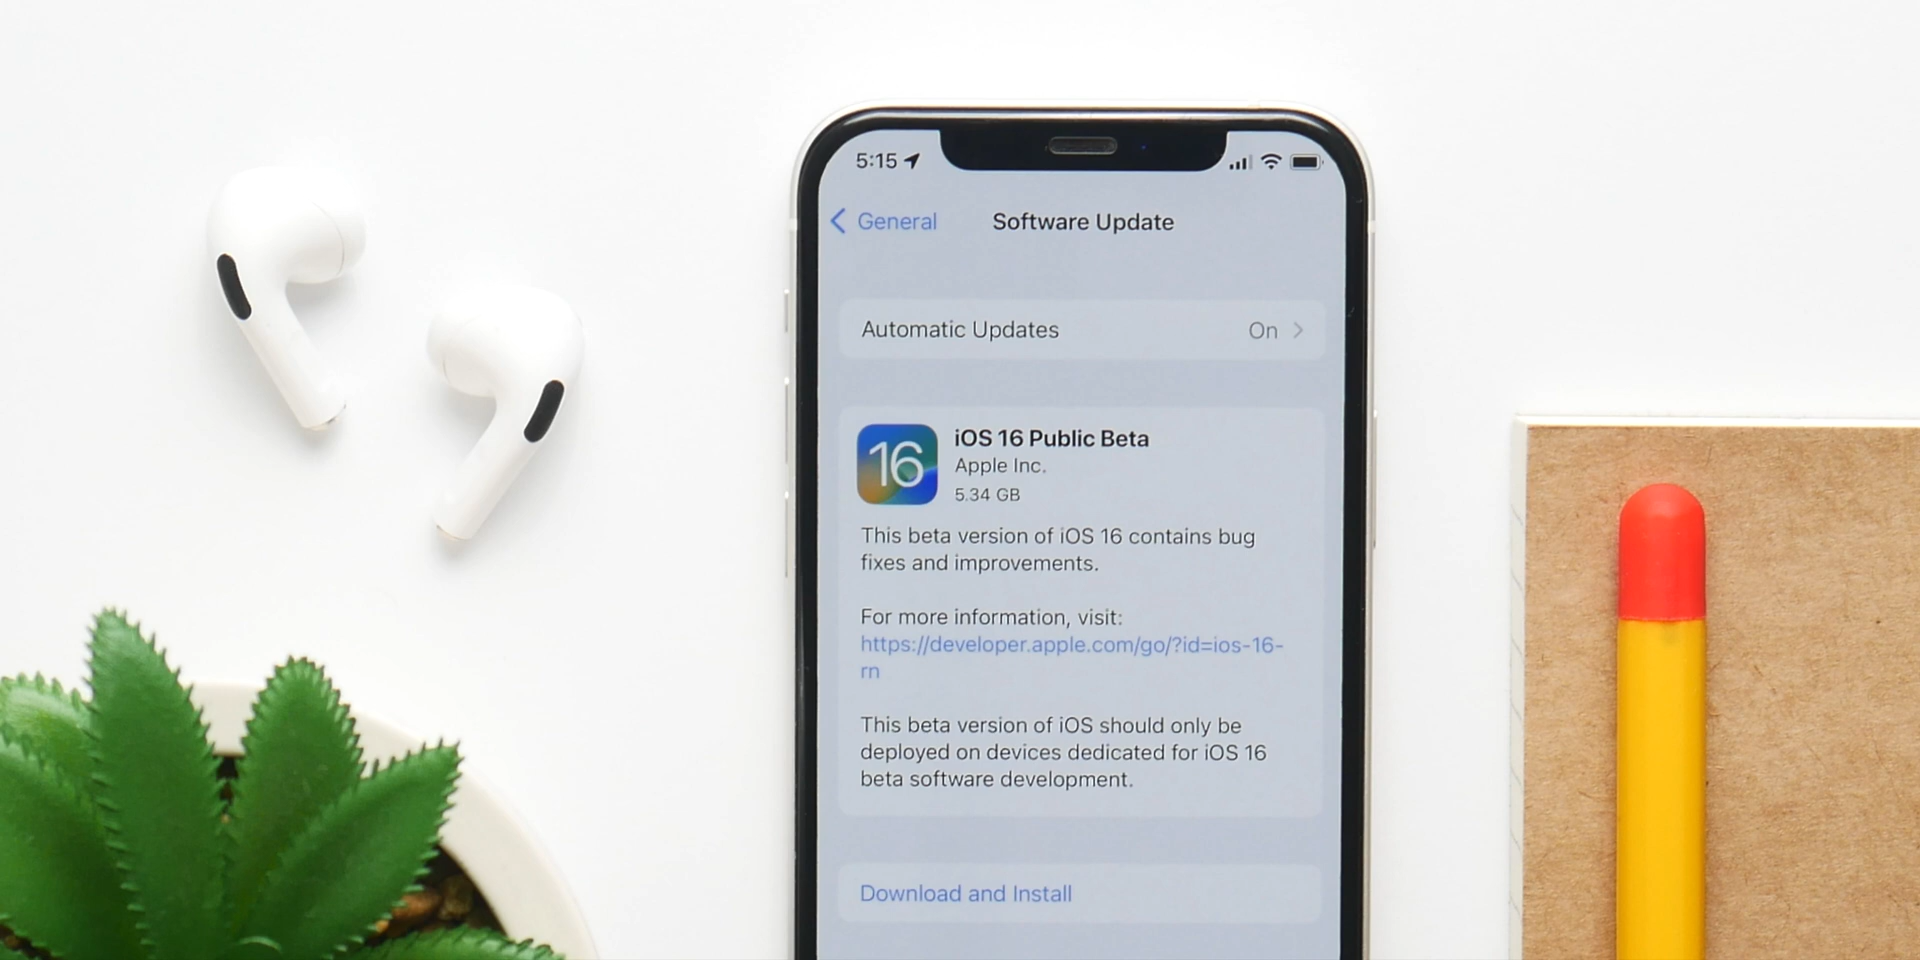 5:15
General
Software Update
Automatic Updates
On
16
iOS 16 Public Beta
Apple Inc.
5.34 GB
This beta version of iOS 16 contains bug
fixes and improvements.
For more information, visit:
https://developer.apple.com/go/?id=ios-16-
rn
This beta version of iOS should only be
deployed on devices dedicated for iOS 16
beta software development.
Download and Install